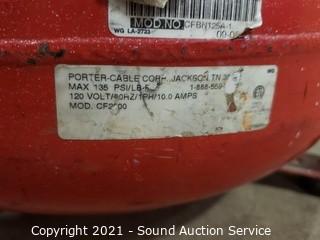 MOD.NO. CFBN125A-1
WG LA-2723
PORTER-CABLE CORP. JACKSON, TN
MAX 135 PSI/LB-
1-888-559-
120 VOLT/60HZ/1PH/10.0 AMPS
MOD.
Copyright 2021 - Sound Auction Service